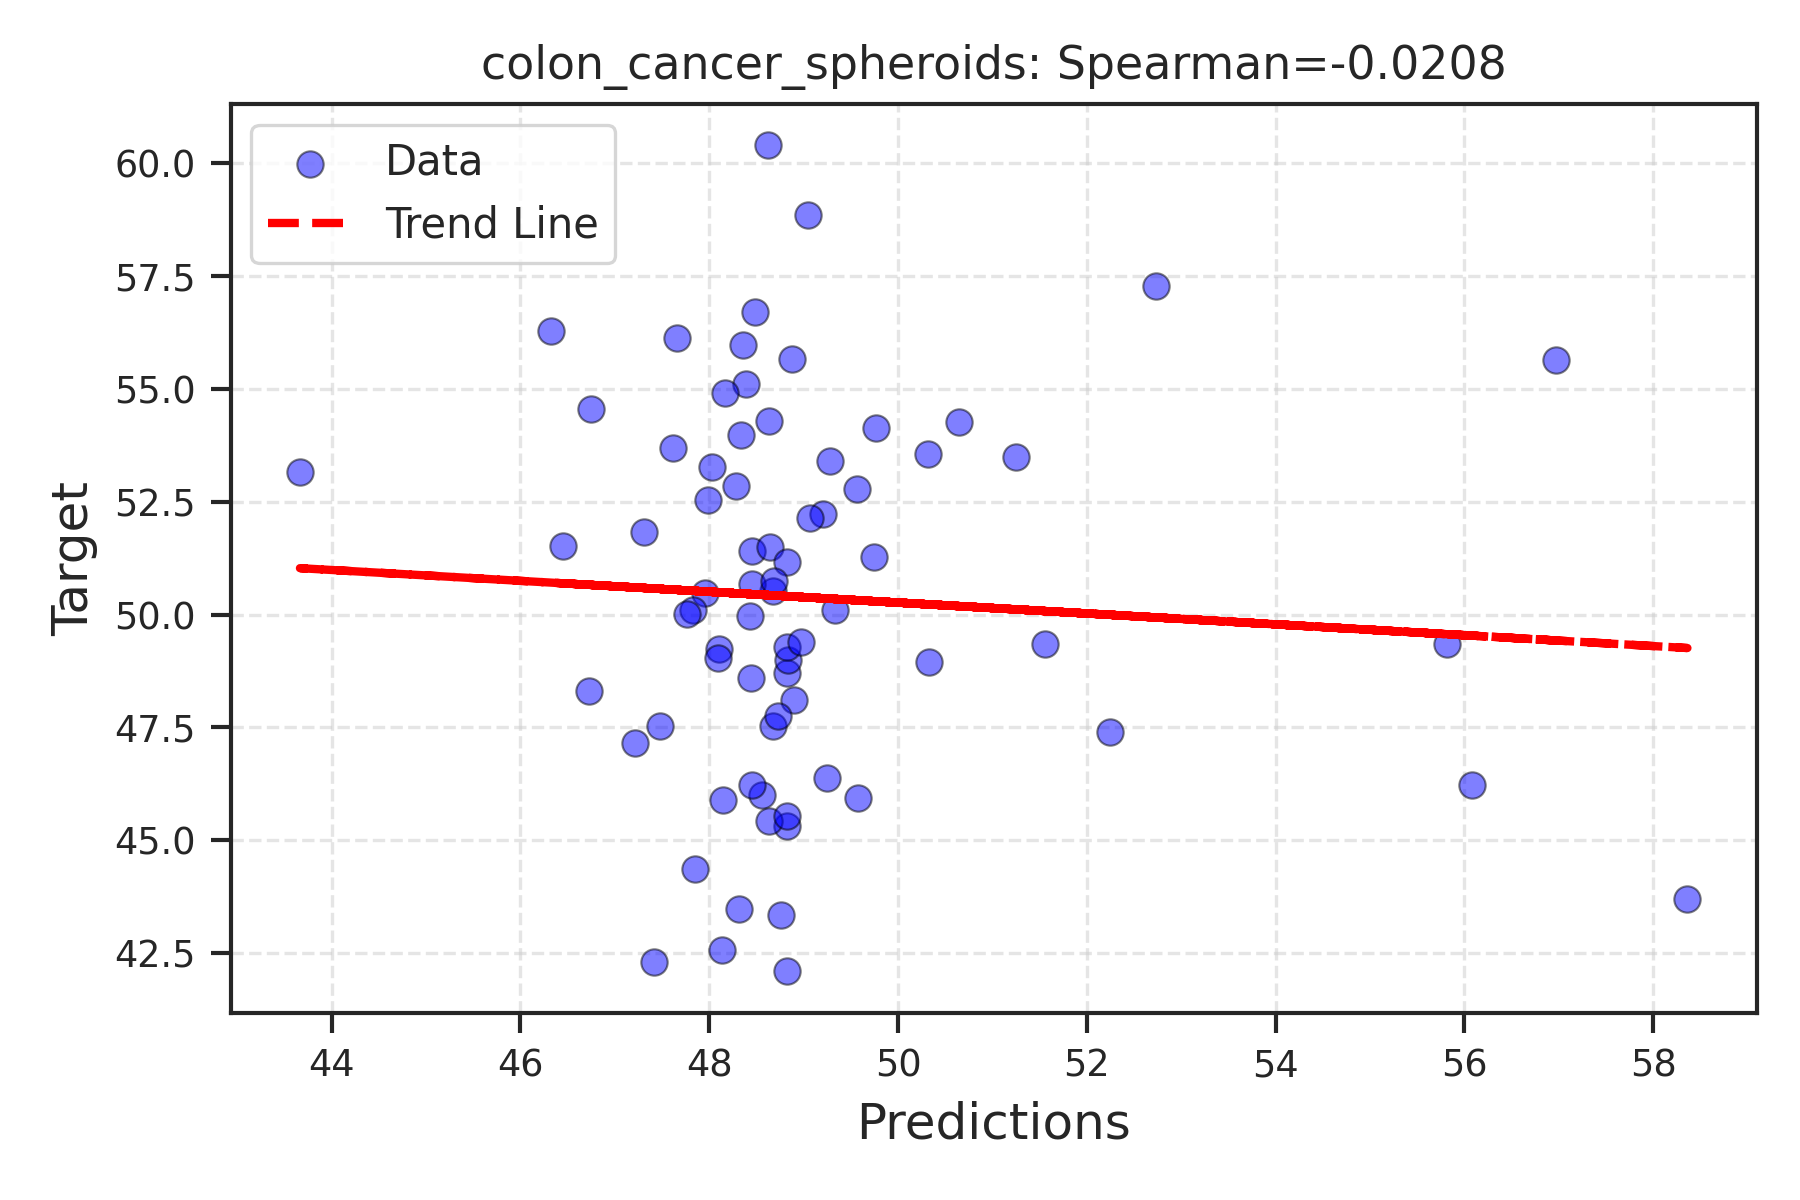 colon_cancer_spheroids: Spearman=-0.0208
Data
Trend Line
Target
60.0
57.5
55.0
52.5
50.0
47.5
45.0
42.5
44 46 48 50 52 54 56 58
Predictions